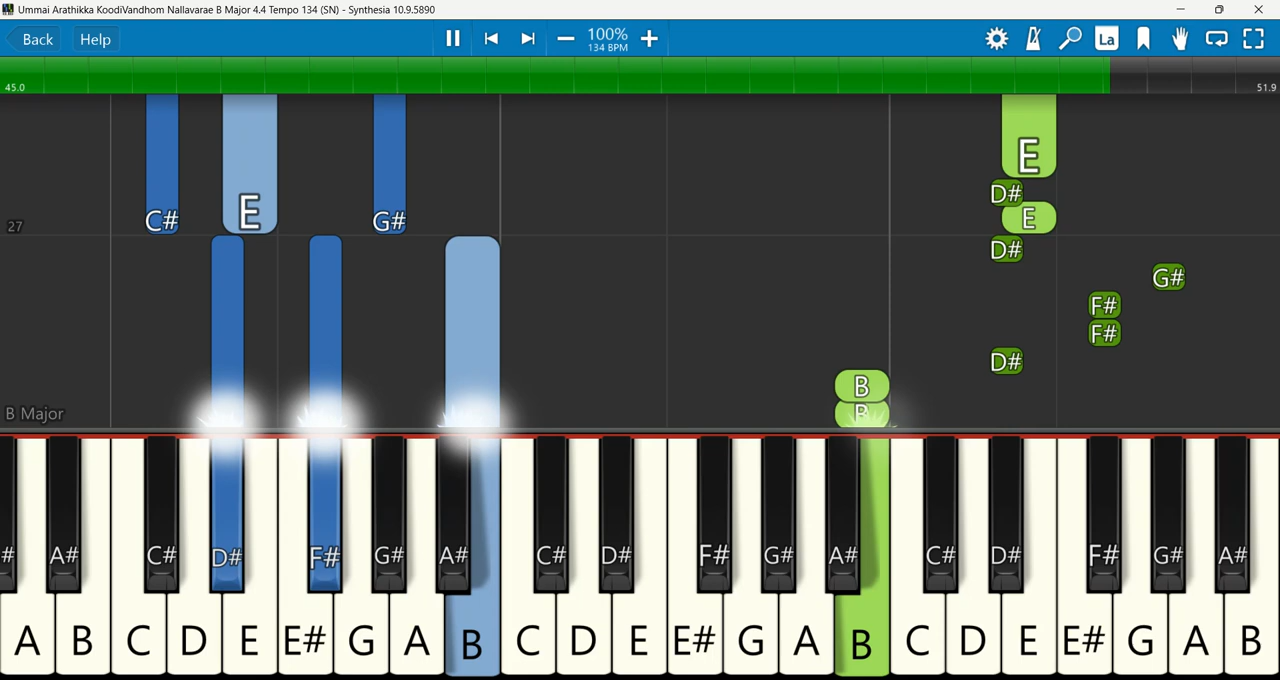 Ummai Arathikka KoodiVandhom Nallavarae B Major 4.4 Tempo 134 (SN) - Synthesia 10.9.5890
Back Help 100% La
134 BPM
45.0 51.9
E
D#
C# E G# E
27
D#
G#
F#
F#
D#
B
B Major B
# A# C# D# F# G# A# C# D# F# G# A# C# D# F# G# A#
A B C D E E# G A B C D E E# G A B C D E E# G A B